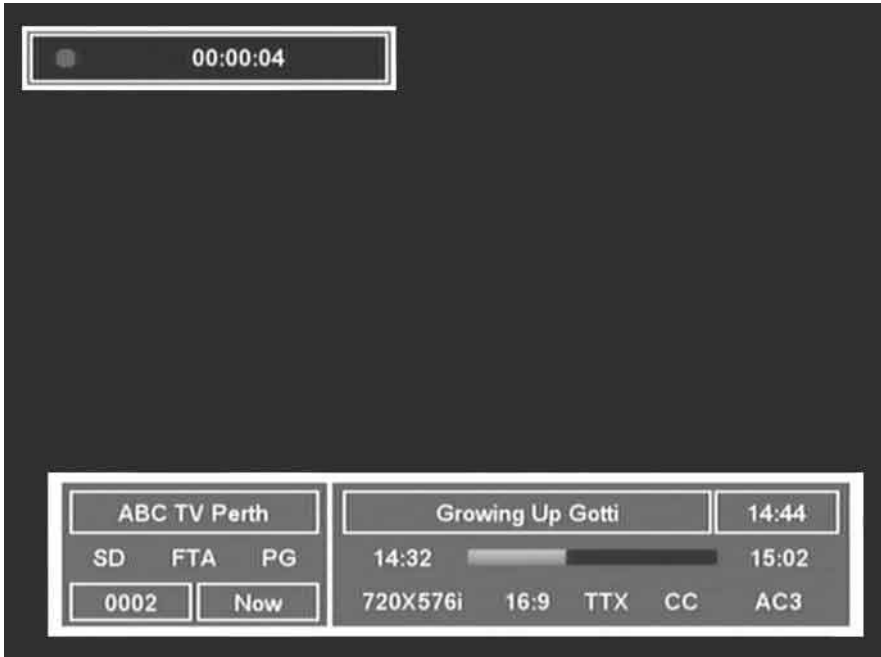 00:00:04
ABC TV Perth Growing Up Gotti 14:44
SD FTA PG 14:32 15:02
0002 Now 720X576i 16:9 TTX CC AC3